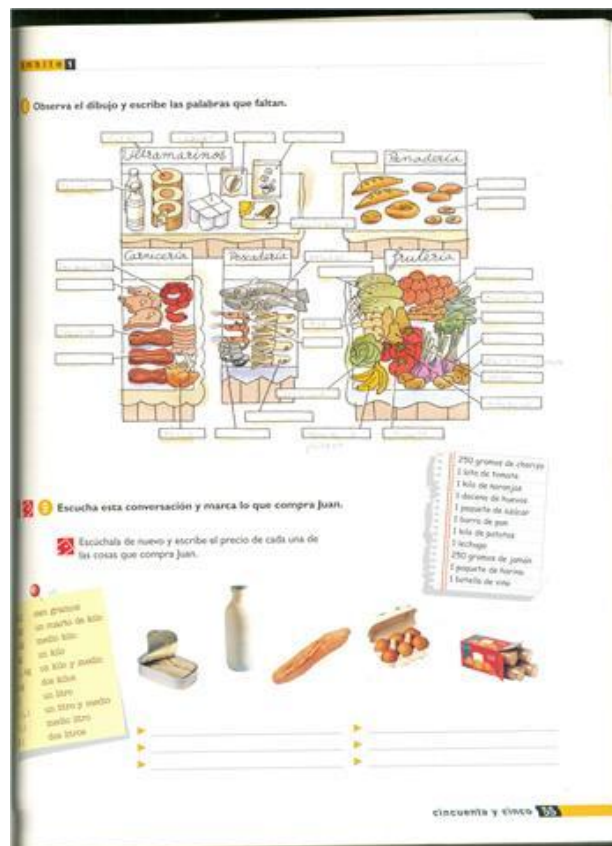 ámbito 1
Observa el dibujo y escribe las palabras que faltan.
Ultramarinos
Panadería
Carnicería
Pescadería
frutería
2 Escucha esta conversación y marca lo que compra Juan.
Escúchala de nuevo y escribe el precio de cada una de
las cosas que compra Juan.
250 gramos de chorizo
1 lata de tomate
1 kilo de naranjas
1 docena de huevos
1 paquete de azúcar
1 barra de pan
1 kilo de patatas
1 lechuga
250 gramos de jamón
1 paquete de harina
1 botella de vino
cien gramos
un cuarto de kilo
medio kilo
un kilo
un kilo y medio
dos kilos
un litro
un litro y medio
medio litro
dos litros
cincuenta y cinco 55